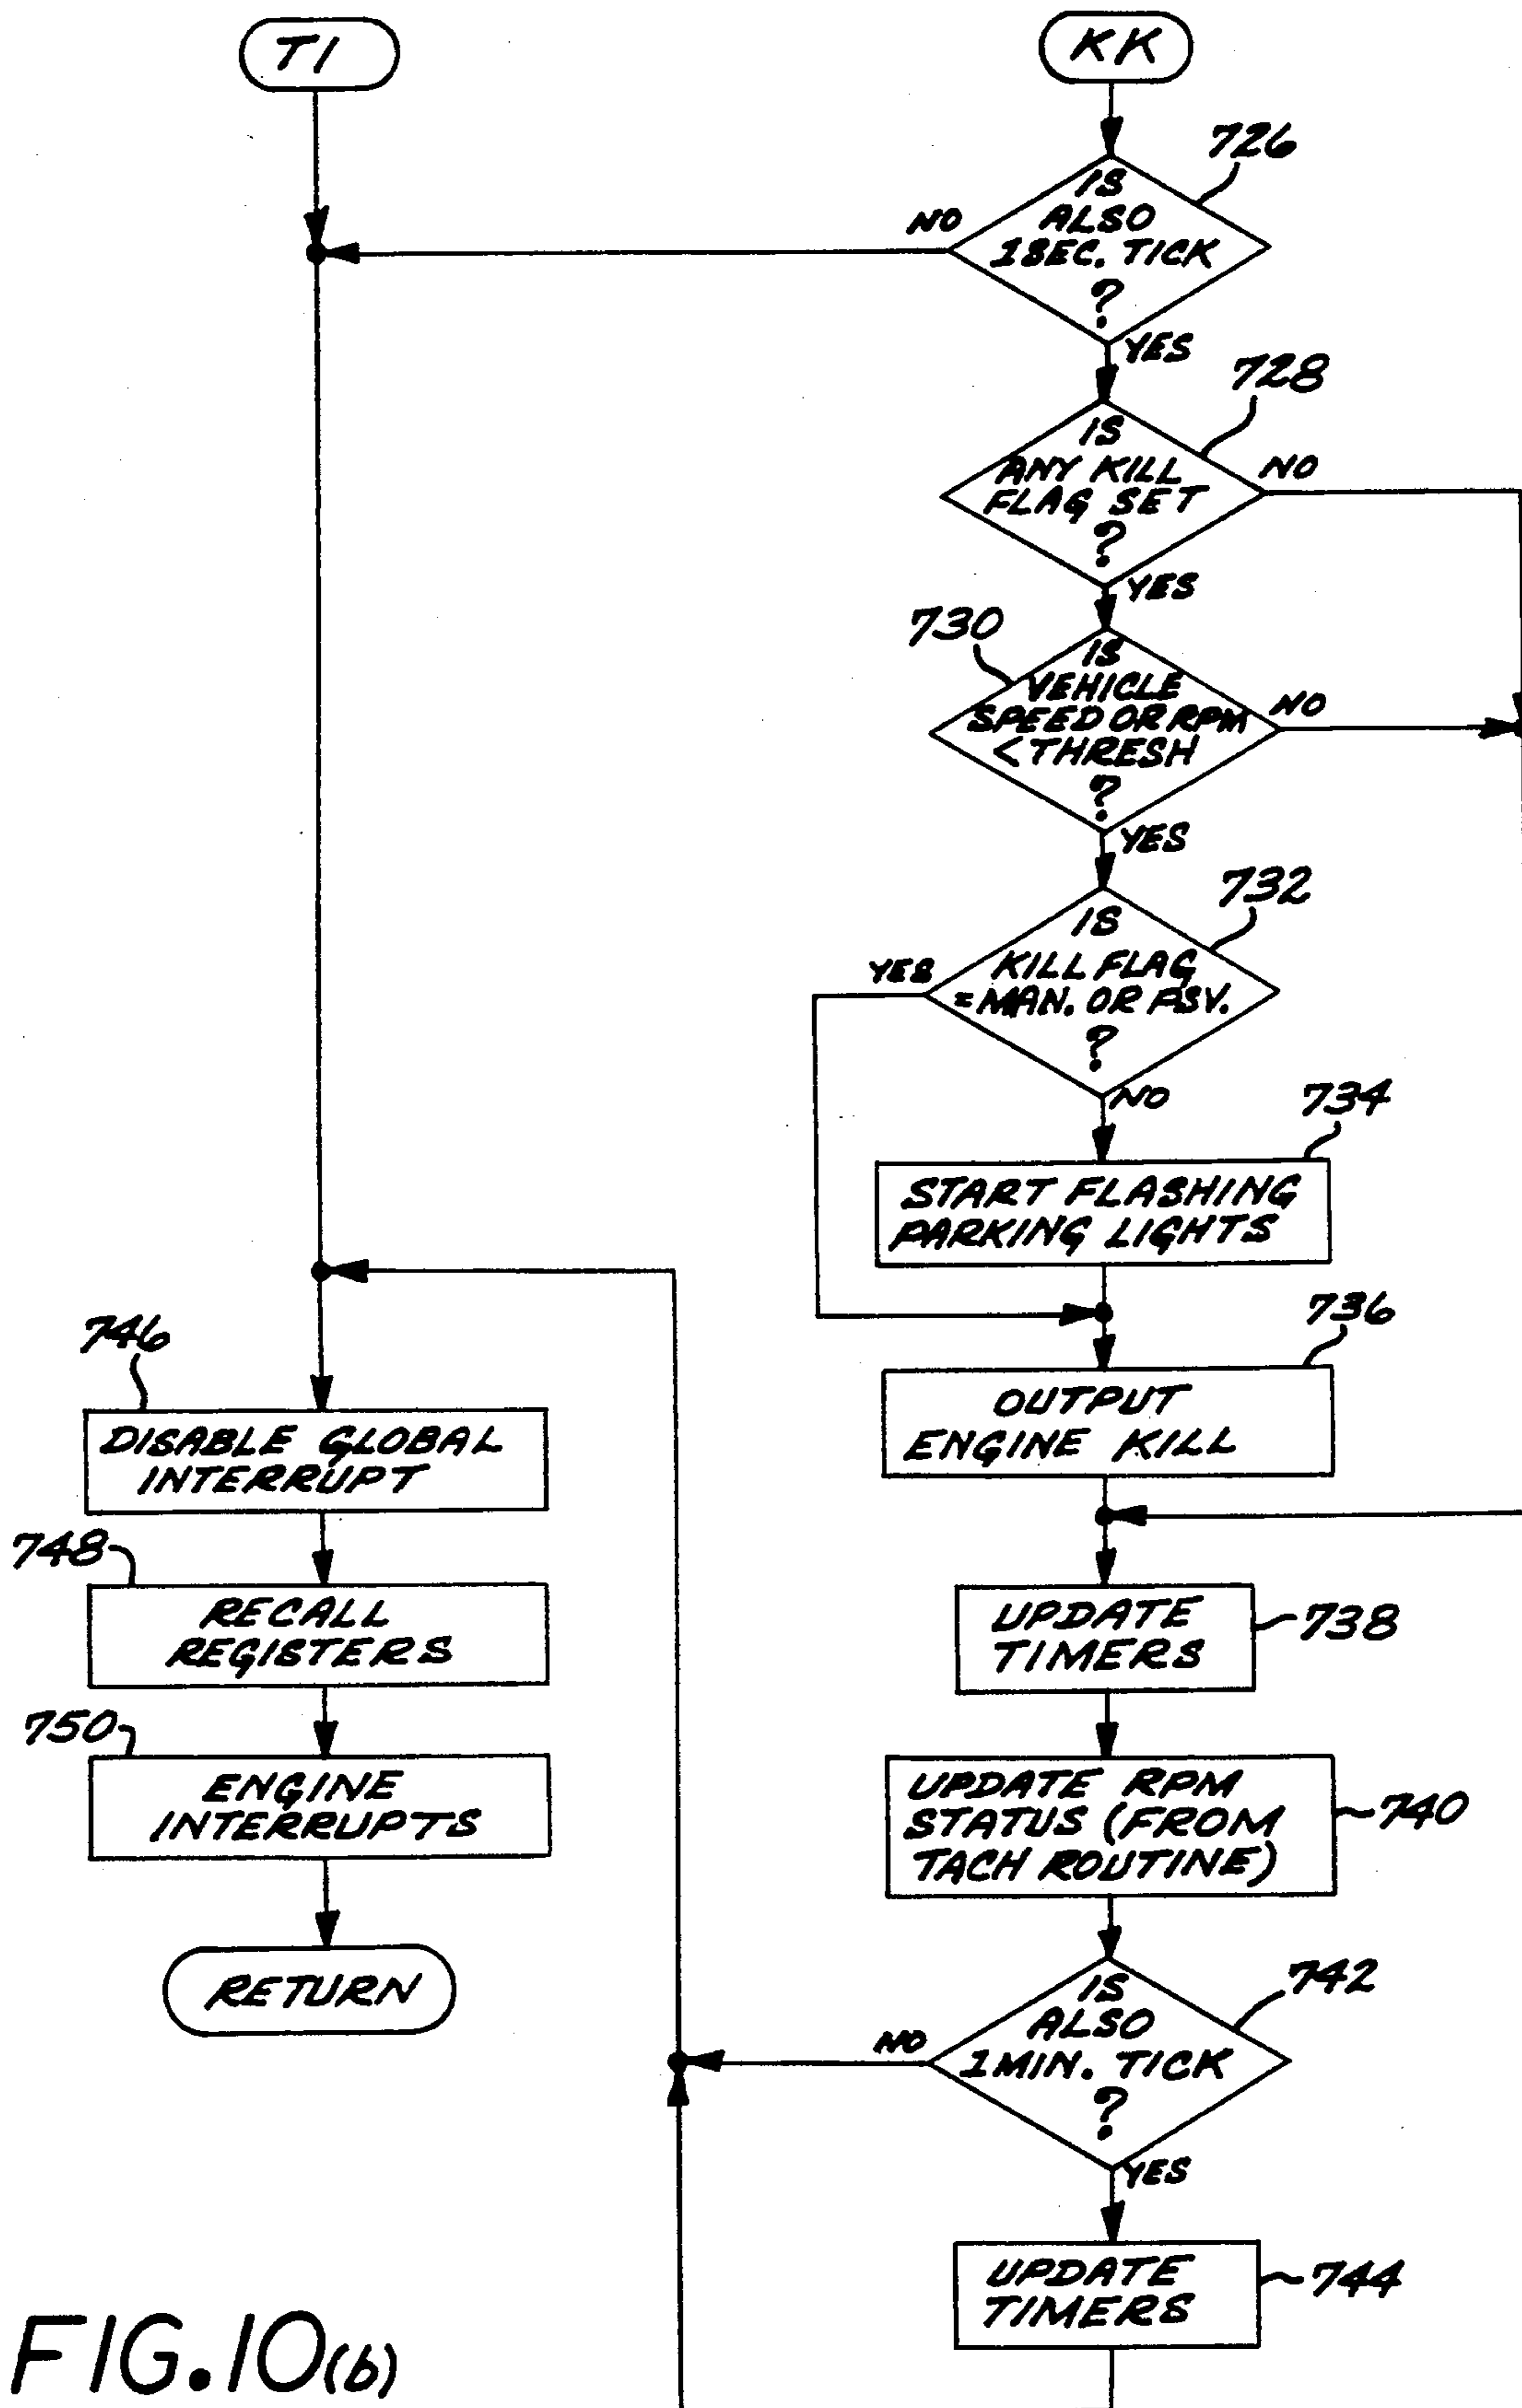 TI
KK
726
IS
ALSO
1SEC. TICK
?
NO
YES
728
IS
ANY KILL
FLAG SET
?
NO
YES
730
IS
VEHICLE
SPEED OR RPM
< THRESH
?
NO
YES
732
IS
KILL FLAG
=MAN. OR PSV.
?
YES
NO
734
START FLASHING
PARKING LIGHTS
736
OUTPUT
ENGINE KILL
738
UPDATE
TIMERS
740
UPDATE RPM
STATUS (FROM
TACH ROUTINE)
742
IS
ALSO
1MIN. TICK
?
NO
YES
744
UPDATE
TIMERS
746
DISABLE GLOBAL
INTERRUPT
748
RECALL
REGISTERS
750
ENGINE
INTERRUPTS
RETURN
FIG.10(b)